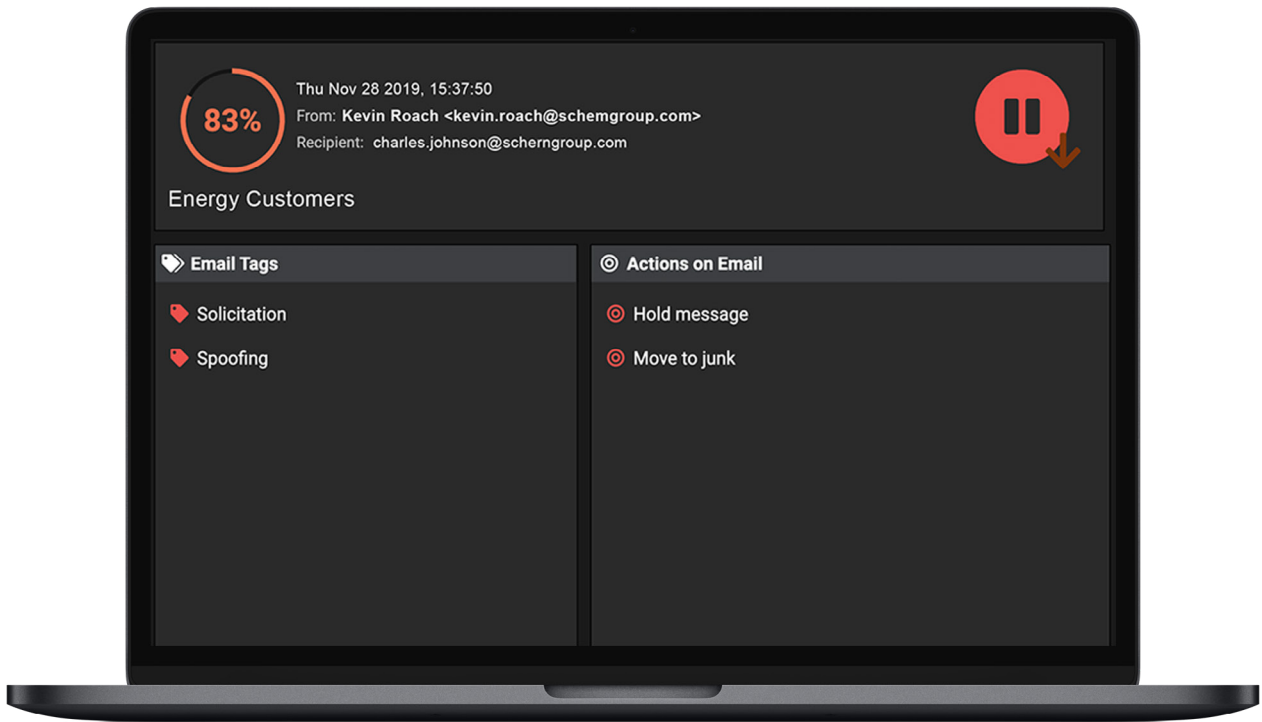 83%
Thu Nov 28 2019, 15:37:50
From: Kevin Roach <kevin.roach@schemgroup.com>
Recipient: charles.johnson@scherngroup.com
Energy Customers
Email Tags
Solicitation
Spoofing
Actions on Email
Hold message
Move to junk